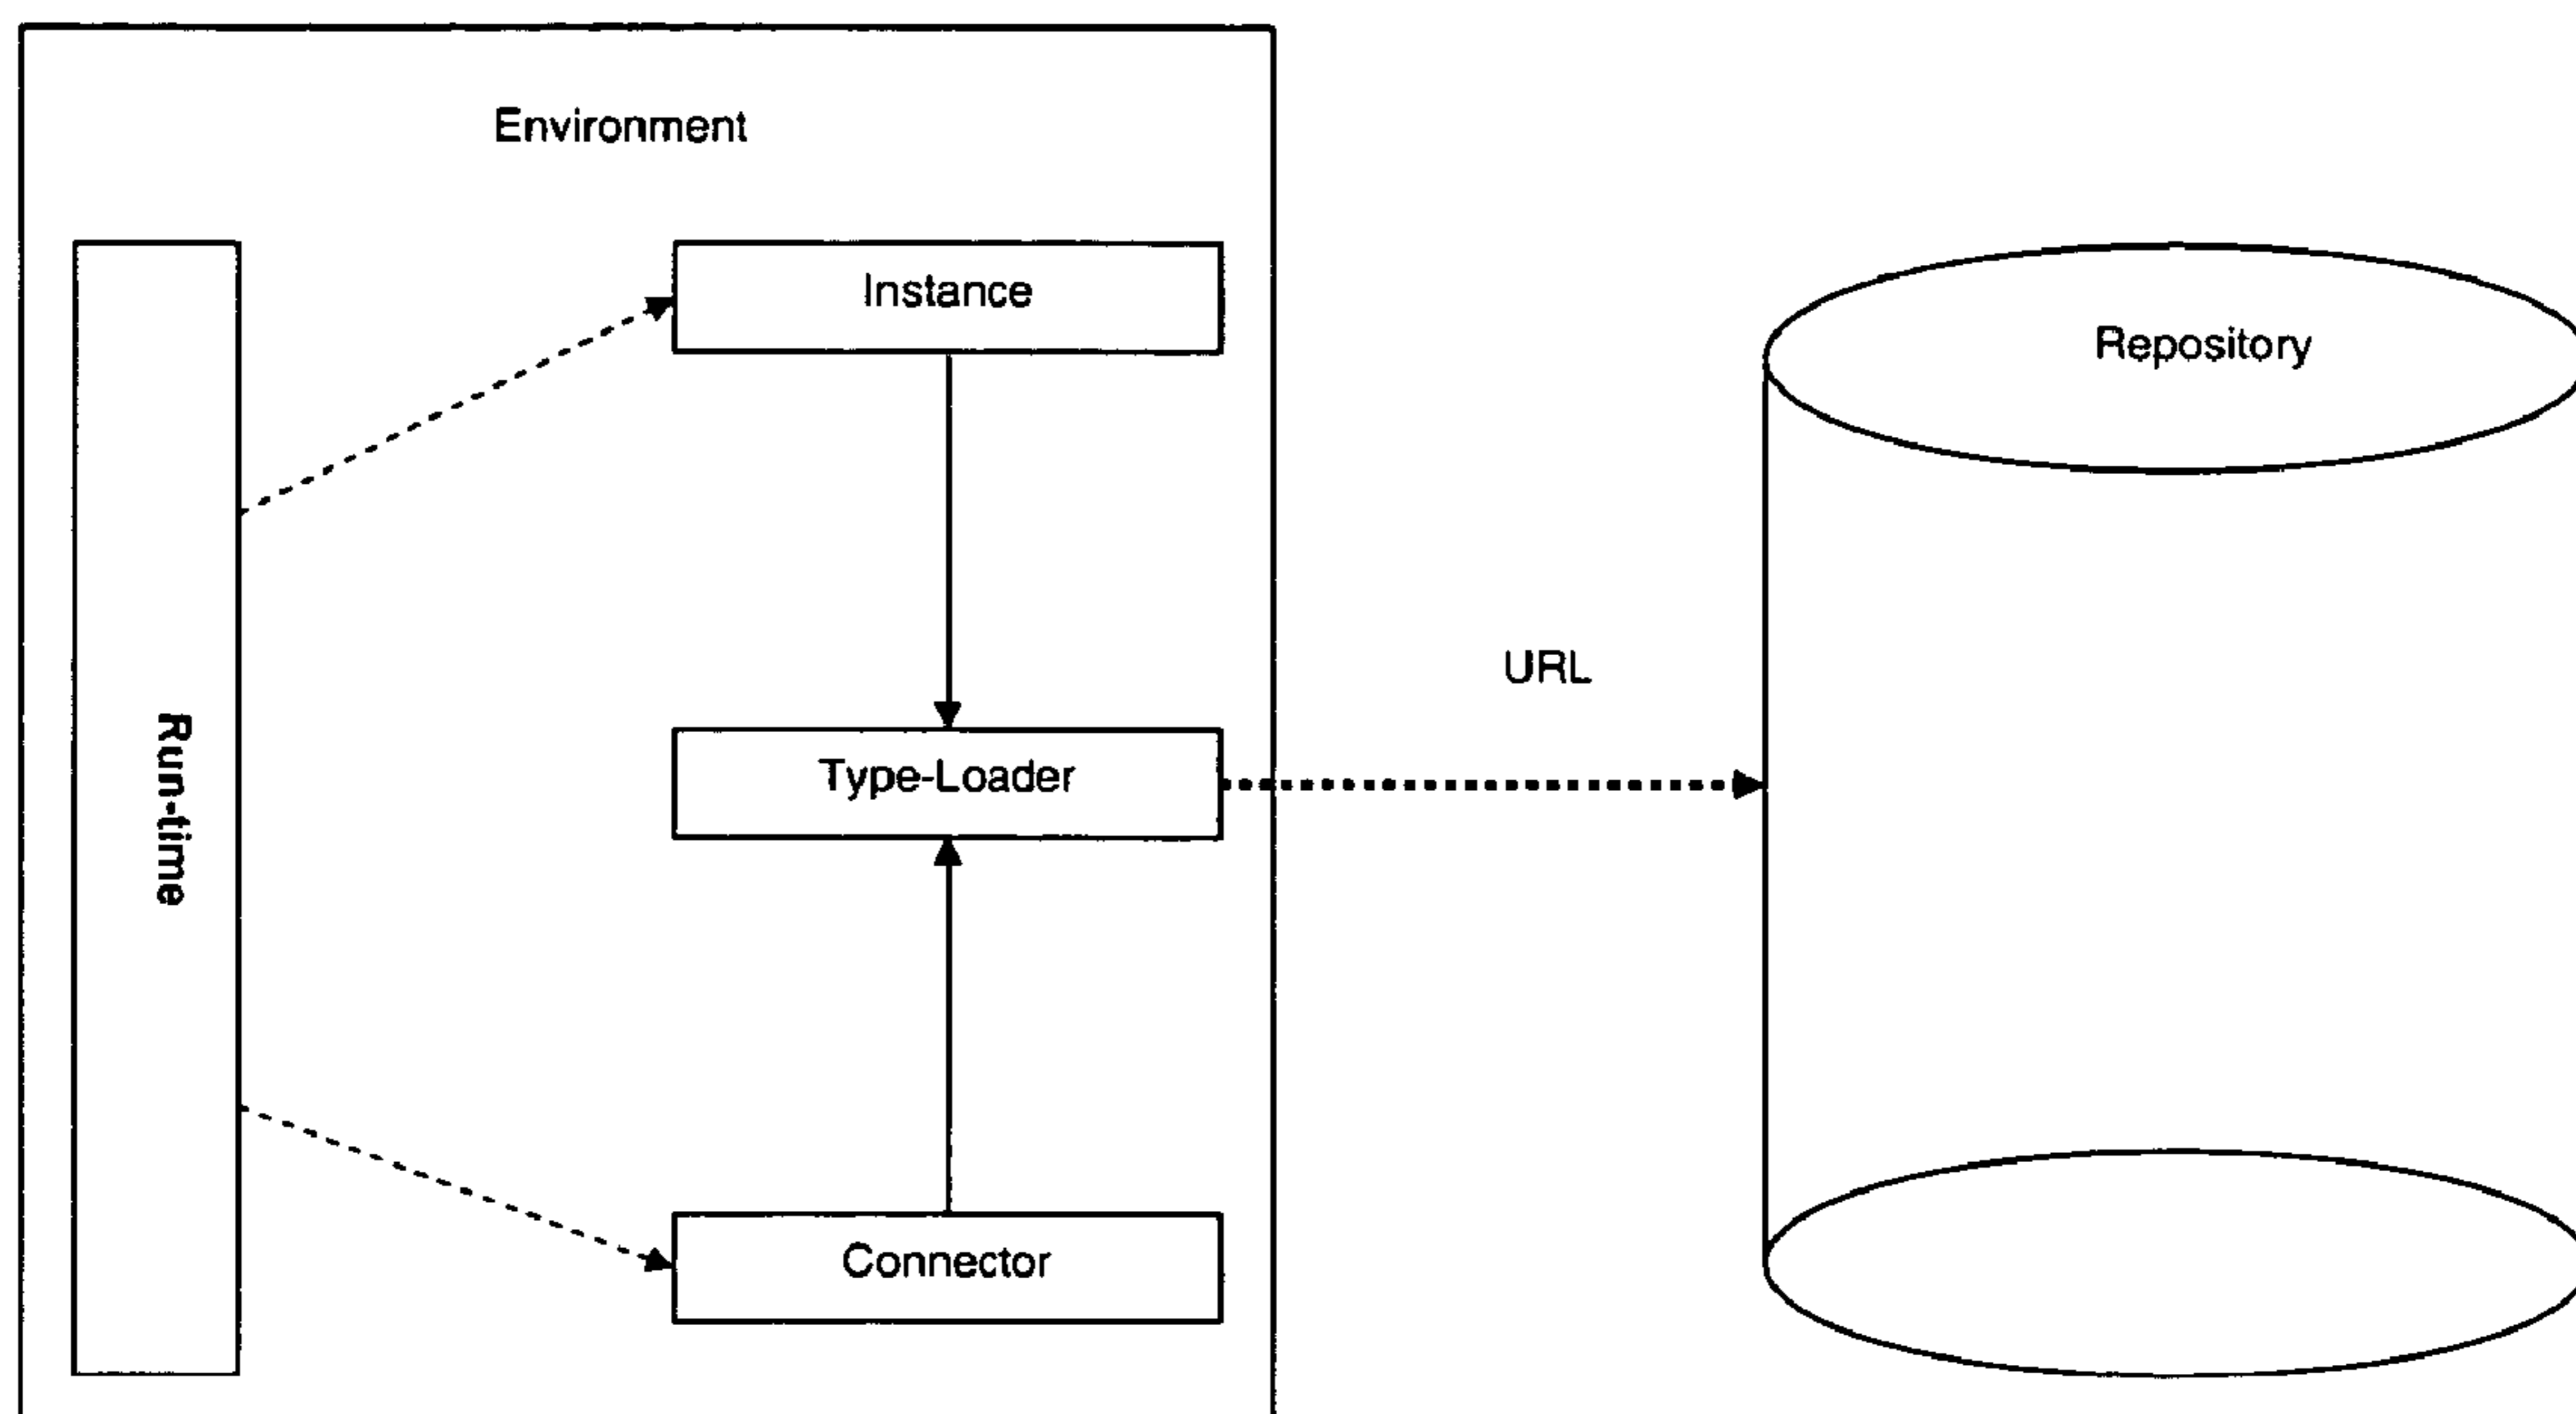 Environment
Instance
Repository
URL
Run-time
Type-Loader
Connector